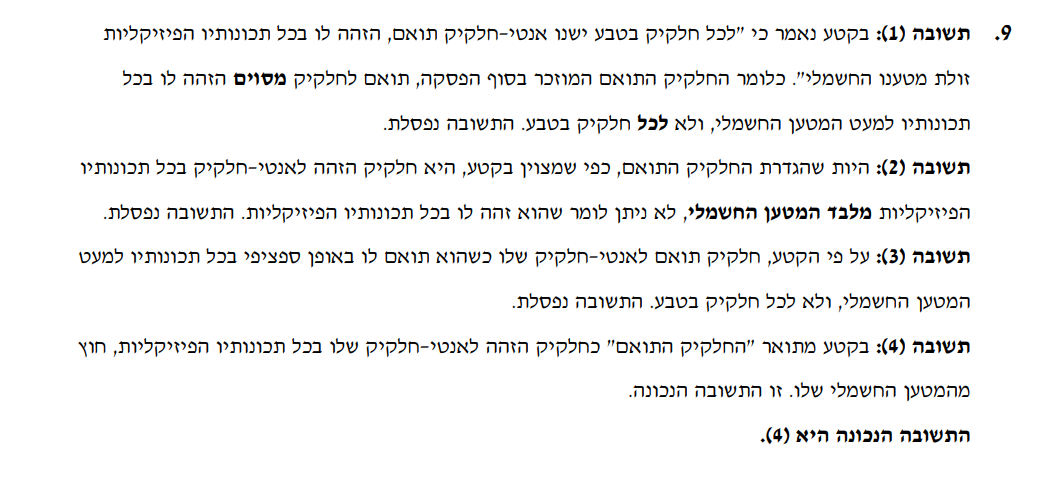 9. תשובה (1): בקטע נאמר כי "לכל חלקיק בטבע ישנו אנטי-חלקיק תואם, הזהה לו בכל תכונותיו הפיזיקליות
זולת מטענו החשמלי". כלומר החלקיק התואם המוזכר בסוף הפסקה, תואם לחלקיק מסוים הזהה לו בכל
תכונותיו למעט המטען החשמלי, ולא לכל חלקיק בטבע. התשובה נפסלת.
תשובה (2): היות שהגדרת החלקיק התואם, כפי שמצוין בקטע, היא חלקיק הזהה לאנטי-חלקיק בכל תכונותיו
הפיזיקליות מלבד המטען החשמלי, לא ניתן לומר שהוא זהה לו בכל תכונותיו הפיזיקליות. התשובה נפסלת.
תשובה (3): על פי הקטע, חלקיק תואם לאנטי-חלקיק שלו כשהוא תואם לו באופן ספציפי בכל תכונותיו למעט
המטען החשמלי, ולא לכל חלקיק בטבע. התשובה נפסלת.
תשובה (4): בקטע מתואר "החלקיק התואם" כחלקיק הזהה לאנטי-חלקיק שלו בכל תכונותיו הפיזיקליות, חוץ
מהמטען החשמלי שלו. זו התשובה הנכונה.
התשובה הנכונה היא (4).